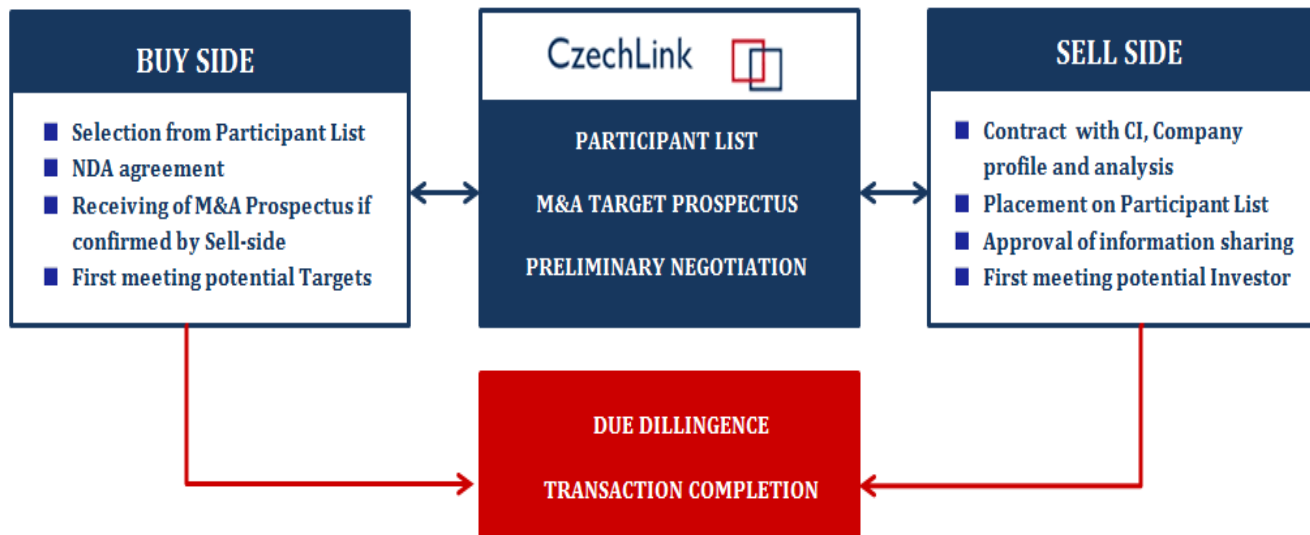 BUY SIDE
Selection from Participant List
NDA agreement
Receiving of M&A Prospectus if
confirmed by Sell-side
First meeting potential Targets
CzechLink
PARTICIPANT LIST
M&A TARGET PROSPECTUS
PRELIMINARY NEGOTIATION
SELL SIDE
Contract with CI, Company
profile and analysis
Placement on Participant List
Approval of information sharing
First meeting potential Investor
DUE DILLINGENCE
TRANSACTION COMPLETION